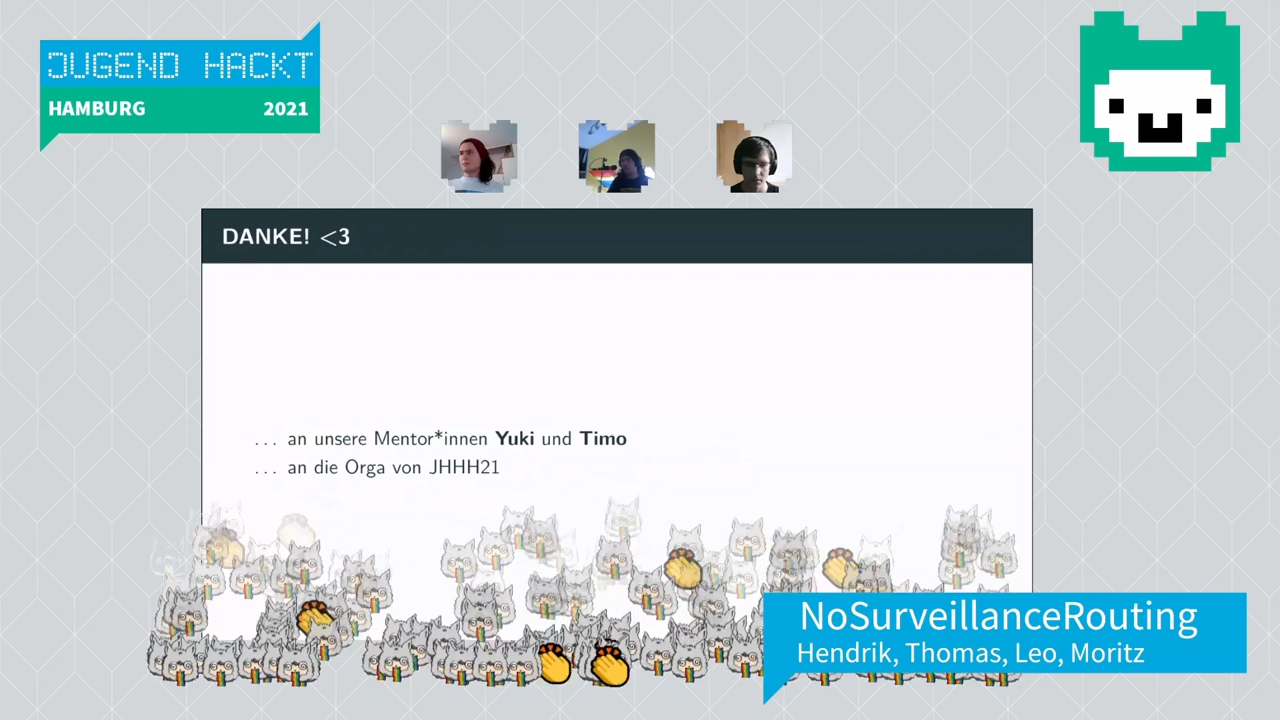 JUGEND HACKT
HAMBURG 2021
DANKE! <3
... an unsere Mentor*innen Yuki und Timo
... an die Orga von JHHH21
NoSurveillanceRouting
Hendrik, Thomas, Leo, Moritz